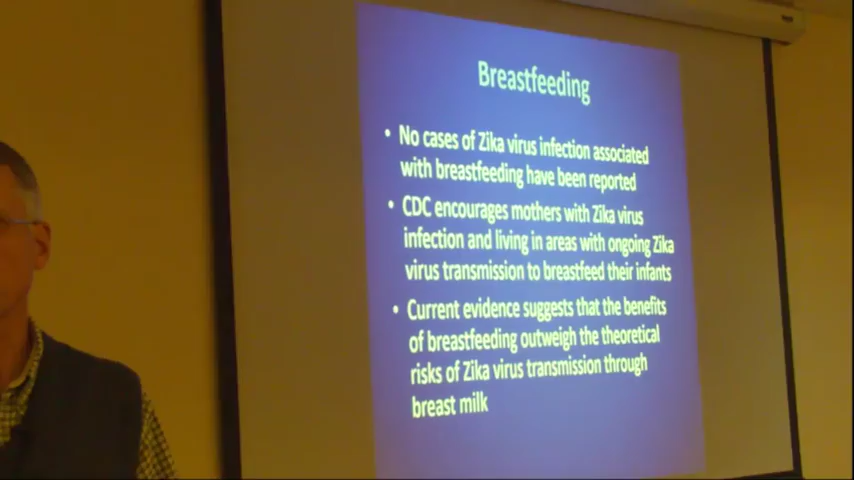 Breastfeeding
• No cases of Zika virus infection associated
with breastfeeding have been reported
• CDC encourages mothers with Zika virus
infection and living in areas with ongoing Zika
virus transmission to breastfeed their infants
• Current evidence suggests that the benefits
of breastfeeding outweigh the theoretical
risks of Zika virus transmission through
breast milk